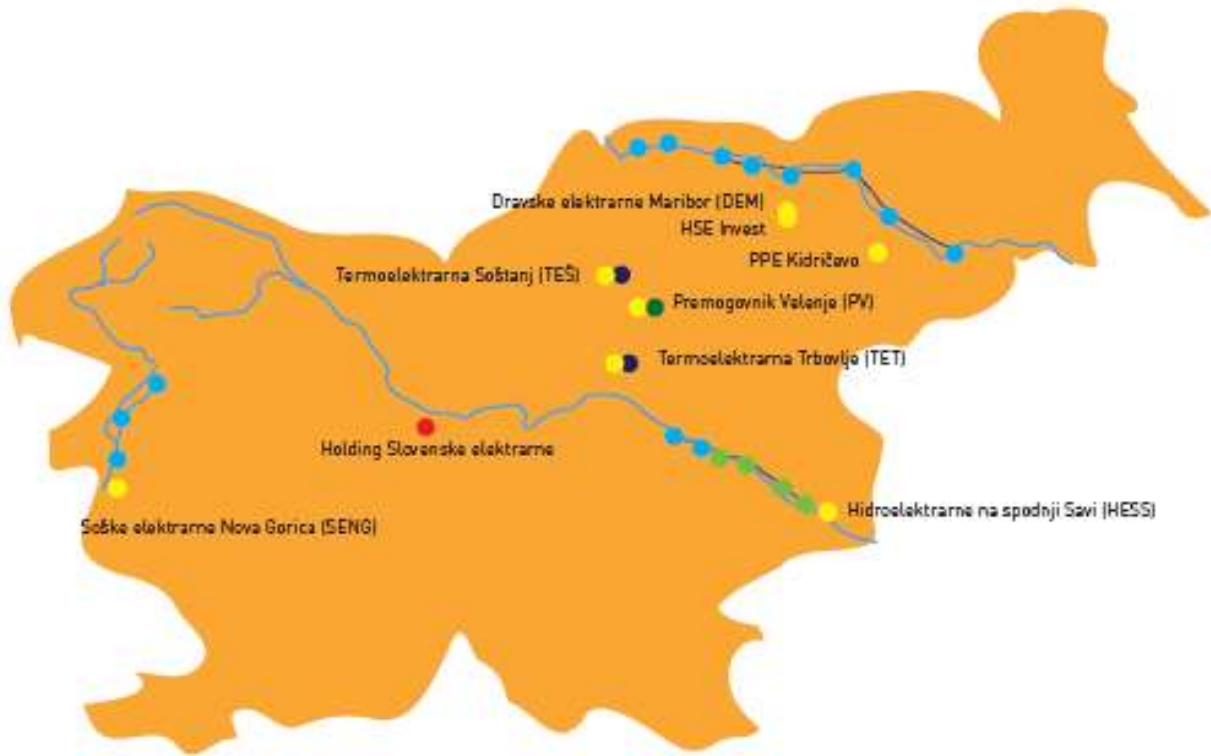 Dravske elektrarne Maribor (DEM)
HSE Invest
PPE Kidričevo
Termoelektrarna Šoštanj (TEŠ)
Premogovnik Velenje (PV)
Termoelektrarna Trbovlje (TET)
Holding Slovenske elektrarne
Hidroelektrarne na spodnji Savi (HESS)
Soške elektrarne Nova Gorica (SENG)